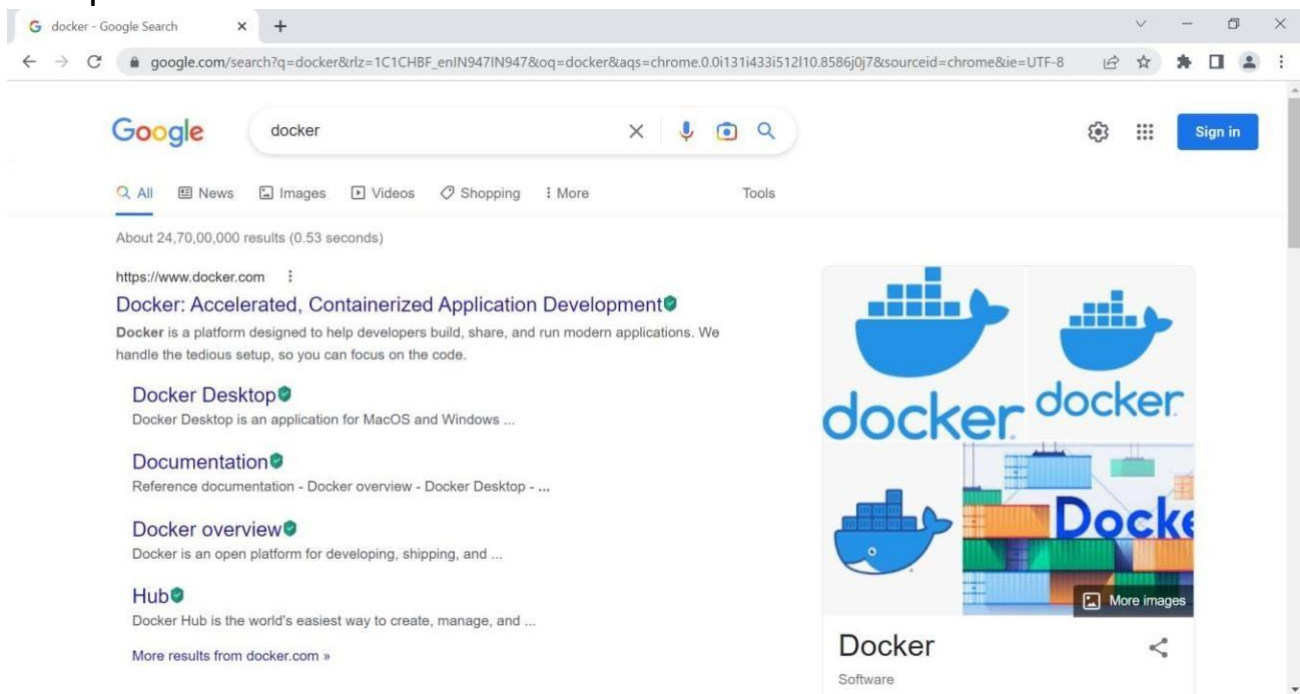 docker - Google Search
google.com/search?q=docker&rlz=1C1CHBF_enIN947IN947&oq=docker&aqs=chrome.0.0i131i433i512l10.8586j0j7&sourceid=chrome&ie=UTF-8
Google docker Sign in
All News Images Videos Shopping More Tools
About 24,70,00,000 results (0.53 seconds)
https://www.docker.com
Docker: Accelerated, Containerized Application Development
Docker is a platform designed to help developers build, share, and run modern applications. We
handle the tedious setup, so you can focus on the code.
Docker Desktop
Docker Desktop is an application for MacOS and Windows ...
Documentation
Reference documentation - Docker overview - Docker Desktop - ...
Docker overview
Docker is an open platform for developing, shipping, and ...
Hub
Docker Hub is the world's easiest way to create, manage, and ...
More results from docker.com »
docker
docker
Docke
More images
Docker
Software